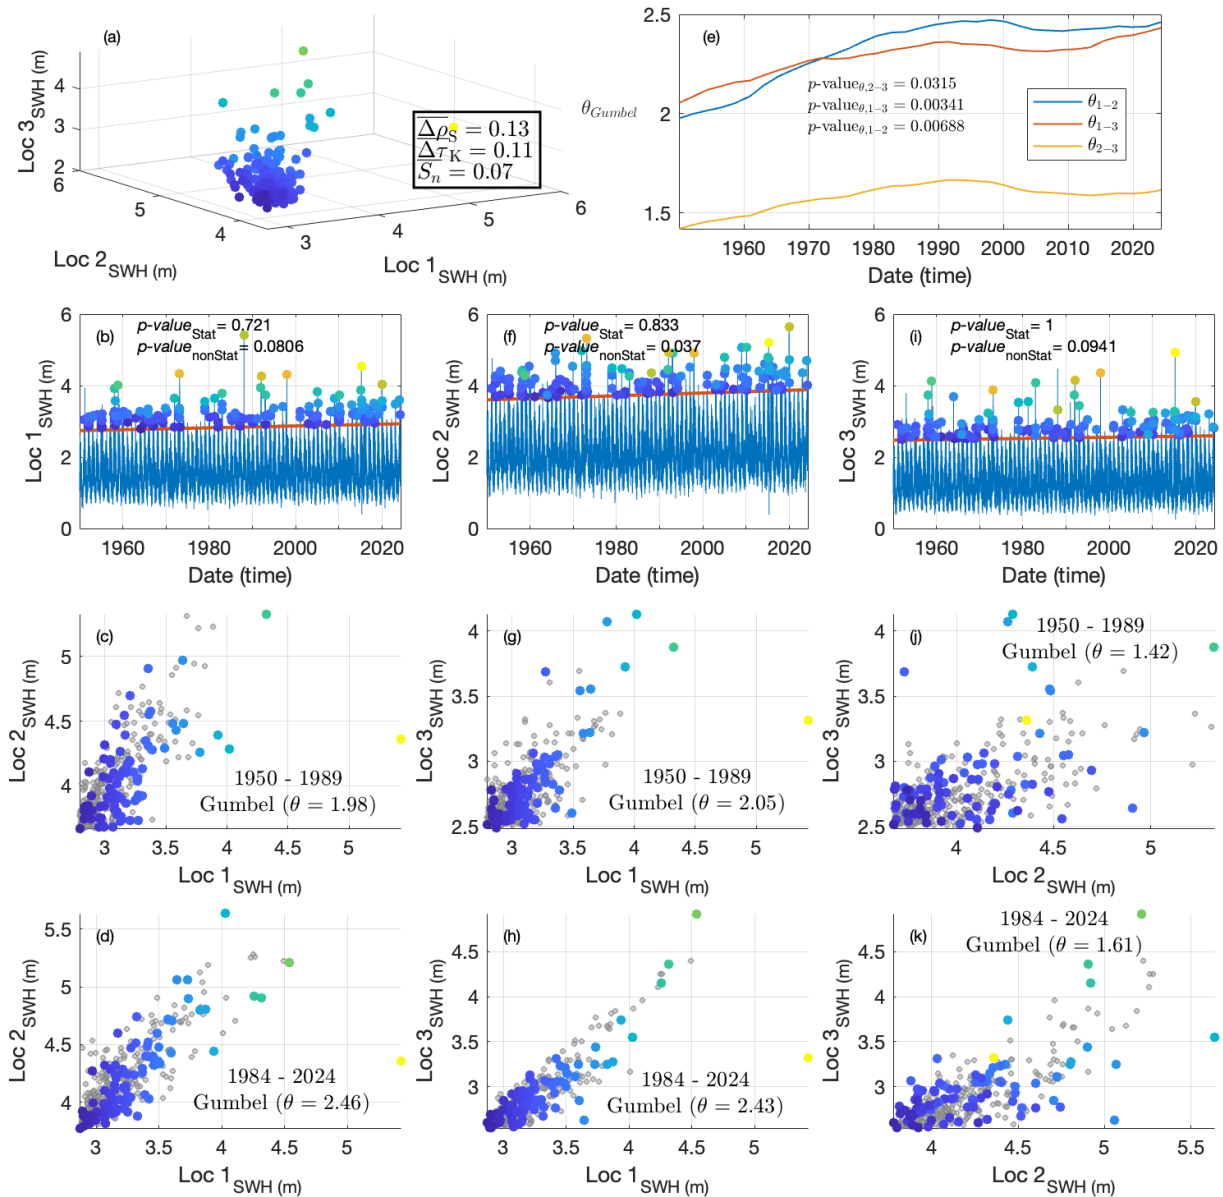 (a)
Loc 3SWH (m)
4
3
2
6
5
4
3
4
5
6
Loc 2SWH (m)
Loc 1SWH (m)
Δρ̅S = 0.13
Δτ̅K = 0.11
S̅n = 0.07
(e)
θGumbel
2.5
2
1.5
p-valueθ,2−3 = 0.0315
p-valueθ,1−3 = 0.00341
p-valueθ,1−2 = 0.00688
θ1−2
θ1−3
θ2−3
1960 1970 1980 1990 2000 2010 2020
Date (time)
(b)
p-valueStat = 0.721
p-valuenonStat = 0.0806
Loc 1SWH (m)
6
4
2
0
1960 1980 2000 2020
Date (time)
(f)
p-valueStat = 0.833
p-valuenonStat = 0.037
Loc 2SWH (m)
6
4
2
0
1960 1980 2000 2020
Date (time)
(i)
p-valueStat = 1
p-valuenonStat = 0.0941
Loc 3SWH (m)
6
4
2
0
1960 1980 2000 2020
Date (time)
(c)
Loc 2SWH (m)
5
4.5
4
1950 - 1989
Gumbel (θ = 1.98)
3 3.5 4 4.5 5
Loc 1SWH (m)
(g)
Loc 3SWH (m)
4
3.5
3
2.5
1950 - 1989
Gumbel (θ = 2.05)
3 3.5 4 4.5 5
Loc 1SWH (m)
(j)
Loc 3SWH (m)
4
3.5
3
2.5
1950 - 1989
Gumbel (θ = 1.42)
4 4.5 5
Loc 2SWH (m)
(d)
Loc 2SWH (m)
5.5
5
4.5
4
1984 - 2024
Gumbel (θ = 2.46)
3 3.5 4 4.5 5
Loc 1SWH (m)
(h)
Loc 3SWH (m)
4.5
4
3.5
3
1984 - 2024
Gumbel (θ = 2.43)
3 3.5 4 4.5 5
Loc 1SWH (m)
(k)
Loc 3SWH (m)
4.5
4
3.5
3
1984 - 2024
Gumbel (θ = 1.61)
4 4.5 5 5.5
Loc 2SWH (m)